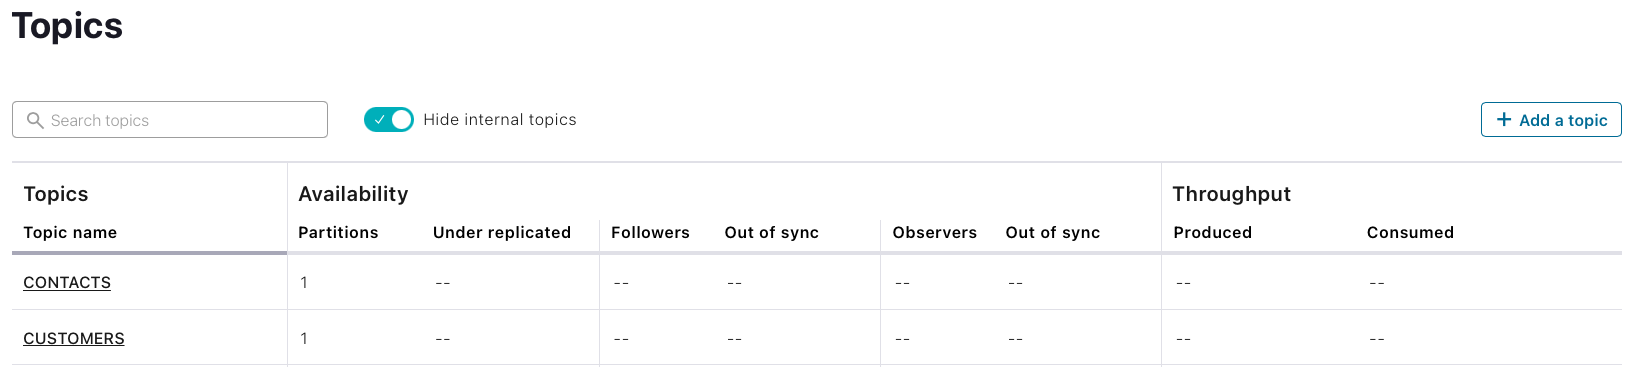 Topics
Search topics
Hide internal topics
+ Add a topic
Topics Availability Throughput
Topic name Partitions Under replicated Followers Out of sync Observers Out of sync Produced Consumed
CONTACTS 1 -- -- -- -- -- -- --
CUSTOMERS 1 -- -- -- -- -- -- --